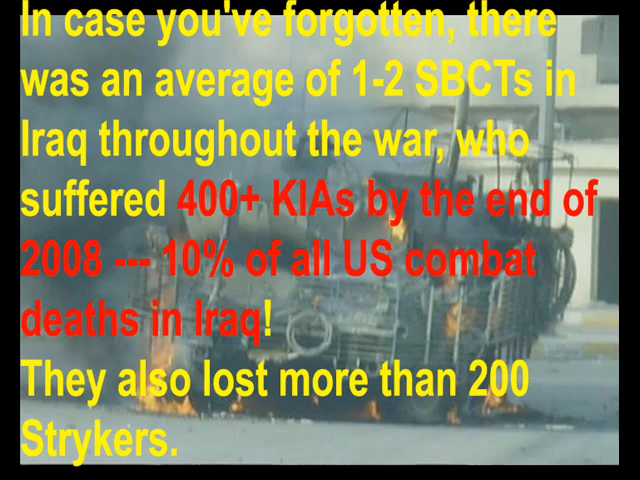 In case you've forgotten, there
was an average of 1-2 SBCTs in
Iraq throughout the war, who
suffered 400+ KIAs by the end of
2008 --- 10% of all US combat
deaths in Iraq!
They also lost more than 200
Strykers.